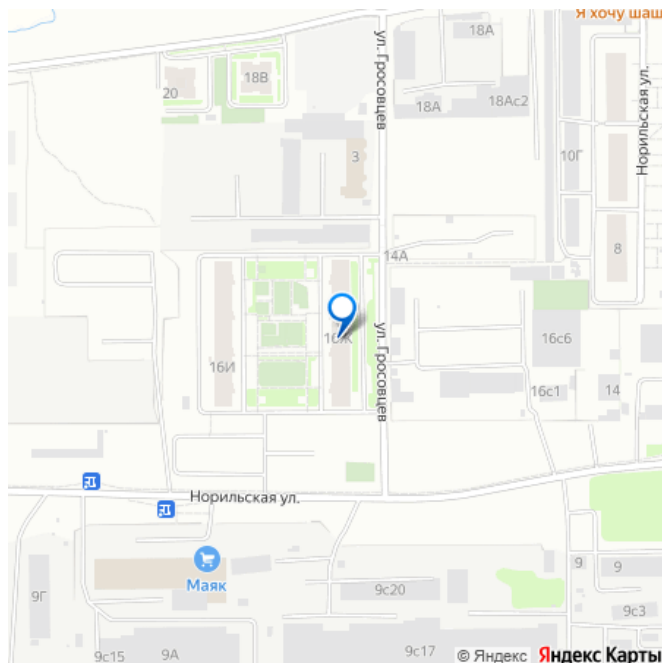 Я хочу шаш
18А
ул. Гросовцев
18В
20
18А
18Ас2
Норильская ул.
3
10Г
8
14А
16Ж
ул. Гросовцев
16И
16с6
16с1
14
Норильская ул.
Маяк
9
9
9Г
9с20
9с3
9с15
9А
9с17
© Яндекс Яндекс Карты